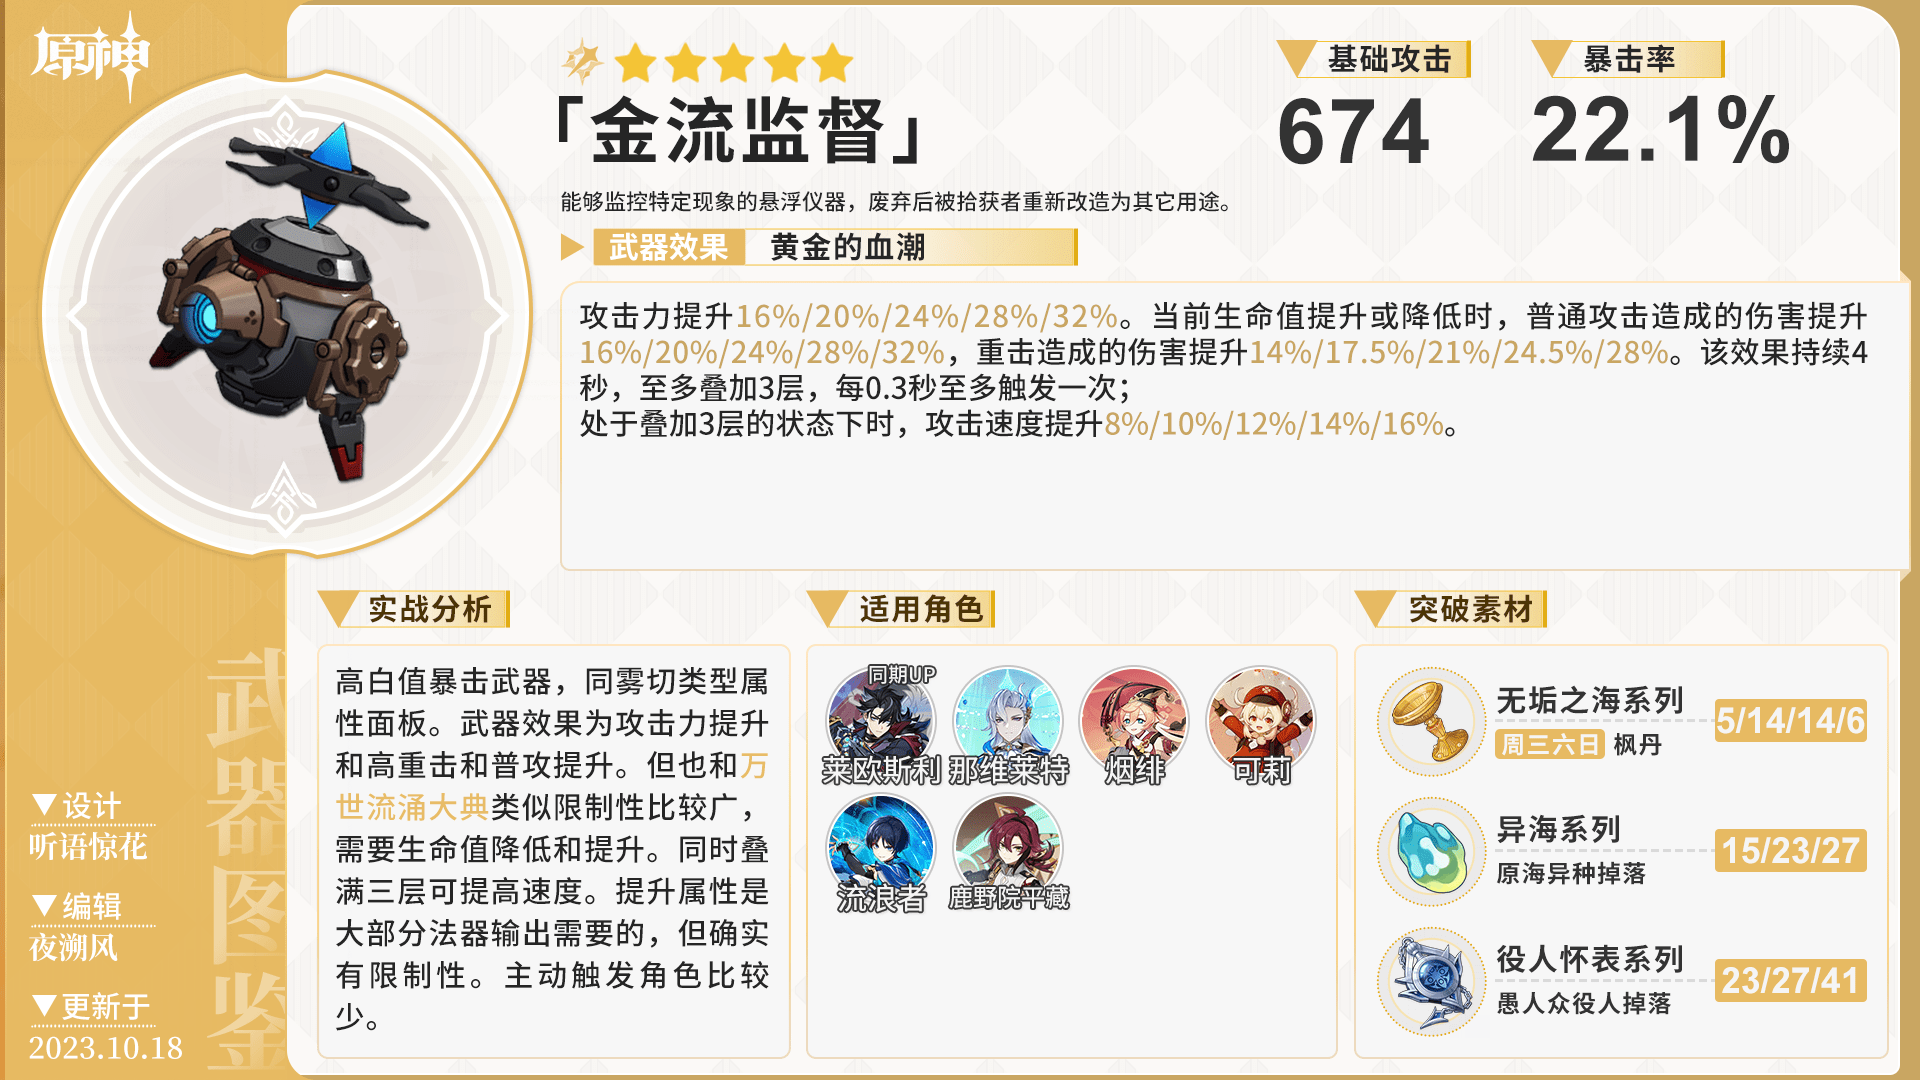 原神
「金流监督」
能够监控特定现象的悬浮仪器，废弃后被拾获者重新改造为其它用途。
基础攻击
674
暴击率
22.1%
武器效果
黄金的血潮
攻击力提升16%/20%/24%/28%/32%。当前生命值提升或降低时，普通攻击造成的伤害提升
16%/20%/24%/28%/32%，重击造成的伤害提升14%/17.5%/21%/24.5%/28%。该效果持续4
秒，至多叠加3层，每0.3秒至多触发一次；
处于叠加3层的状态下时，攻击速度提升8%/10%/12%/14%/16%。
武器图鉴
▼设计
听语惊花
▼编辑
夜溯风
▼更新于
2023.10.18
实战分析
高白值暴击武器，同雾切类型属
性面板。武器效果为攻击力提升
和高重击和普攻提升。但也和万
世流涌大典类似限制性比较广，
需要生命值降低和提升。同时叠
满三层可提高速度。提升属性是
大部分法器输出需要的，但确实
有限制性。主动触发角色比较
少。
适用角色
同期UP
莱欧斯利
那维莱特
烟绯
可莉
流浪者
鹿野院平藏
突破素材
无垢之海系列
周三六日 枫丹
5/14/14/6
异海系列
原海异种掉落
15/23/27
役人怀表系列
愚人众役人掉落
23/27/41